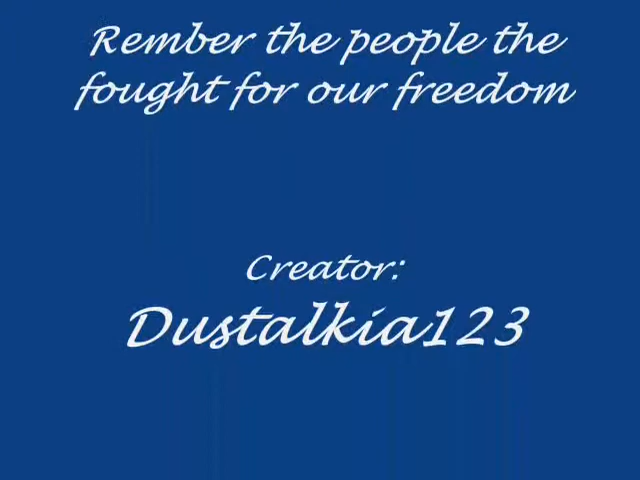 Rember the people the
fought for our freedom
Creator:
Dustalkia123